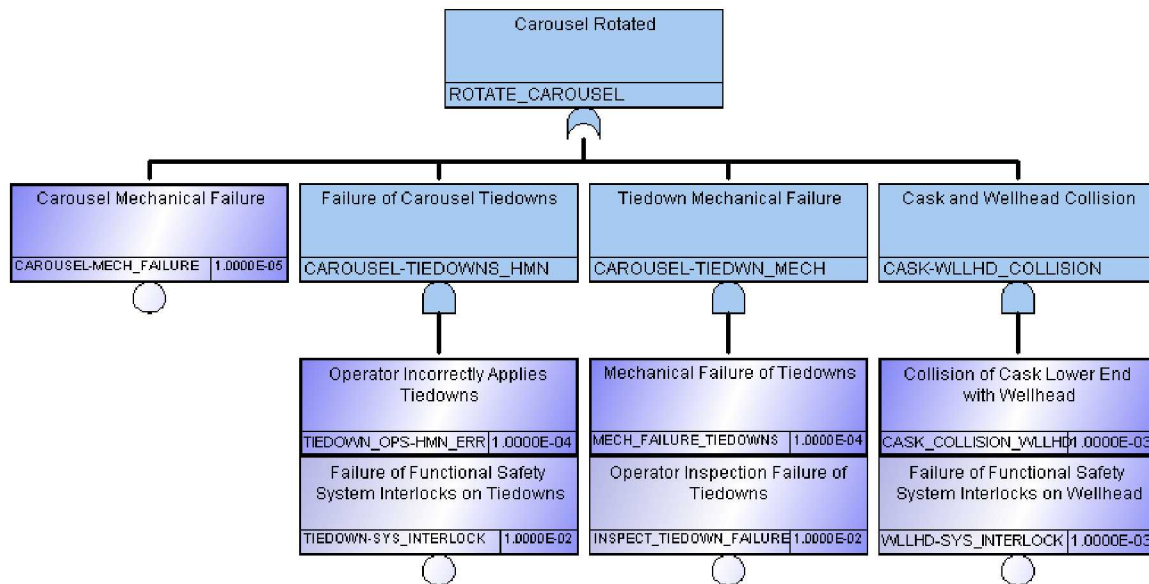 Carousel Rotated
ROTATE_CAROUSEL
Carousel Mechanical Failure
CAROUSEL-MECH_FAILURE 1.0000E-05
Failure of Carousel Tiedowns
CAROUSEL-TIEDOWNS_HMN
Tiedown Mechanical Failure
CAROUSEL-TIEDWN_MECH
Cask and Wellhead Collision
CASK-WLLHD_COLLISION
Operator Incorrectly Applies
Tiedowns
TIEDOWN_OPS-HMN_ERR 1.0000E-04
Failure of Functional Safety
System Interlocks on Tiedowns
TIEDOWN-SYS_INTERLOCK 1.0000E-02
Mechanical Failure of Tiedowns
MECH_FAILURE_TIEDOWNS 1.0000E-04
Operator Inspection Failure of
Tiedowns
INSPECT_TIEDOWN_FAILURE 1.0000E-02
Collision of Cask Lower End
with Wellhead
CASK_COLLISION_WLLHD 1.0000E-03
Failure of Functional Safety
System Interlocks on Wellhead
WLLHD-SYS_INTERLOCK 1.0000E-03